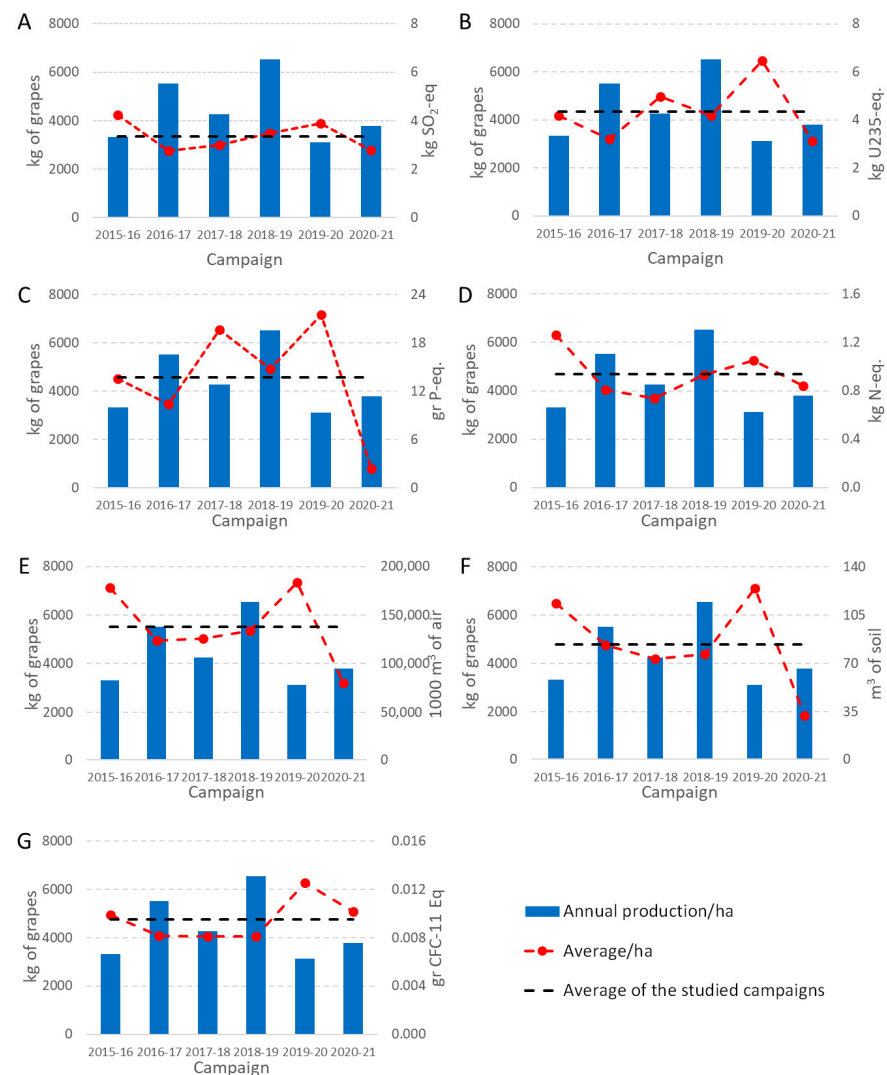 A
8000
6000
4000
2000
0
kg of grapes
8
6
4
2
0
kg SO₂-eq
2015-16 2016-17 2017-18 2018-19 2019-20 2020-21
Campaign
B
8000
6000
4000
2000
0
kg of grapes
8
6
4
2
0
kg U235-eq.
2015-16 2016-17 2017-18 2018-19 2019-20 2020-21
Campaign
C
8000
6000
4000
2000
0
kg of grapes
24
18
12
6
0
gr P-eq.
2015-16 2016-17 2017-18 2018-19 2019-20 2020-21
Campaign
D
8000
6000
4000
2000
0
kg of grapes
1.6
1.2
0.8
0.4
0.0
kg N-eq.
2015-16 2016-17 2017-18 2018-19 2019-20 2020-21
Campaign
E
8000
6000
4000
2000
0
kg of grapes
200,000
150,000
100,000
50,000
0
1000 m³ of air
2015-16 2016-17 2017-18 2018-19 2019-20 2020-21
Campaign
F
8000
6000
4000
2000
0
kg of grapes
140
105
70
35
0
m³ of soil
2015-16 2016-17 2017-18 2018-19 2019-20 2020-21
Campaign
G
8000
6000
4000
2000
0
kg of grapes
0.016
0.012
0.008
0.004
0.000
gr CFC-11 Eq
2015-16 2016-17 2017-18 2018-19 2019-20 2020-21
Campaign
Annual production/ha
Average/ha
Average of the studied campaigns